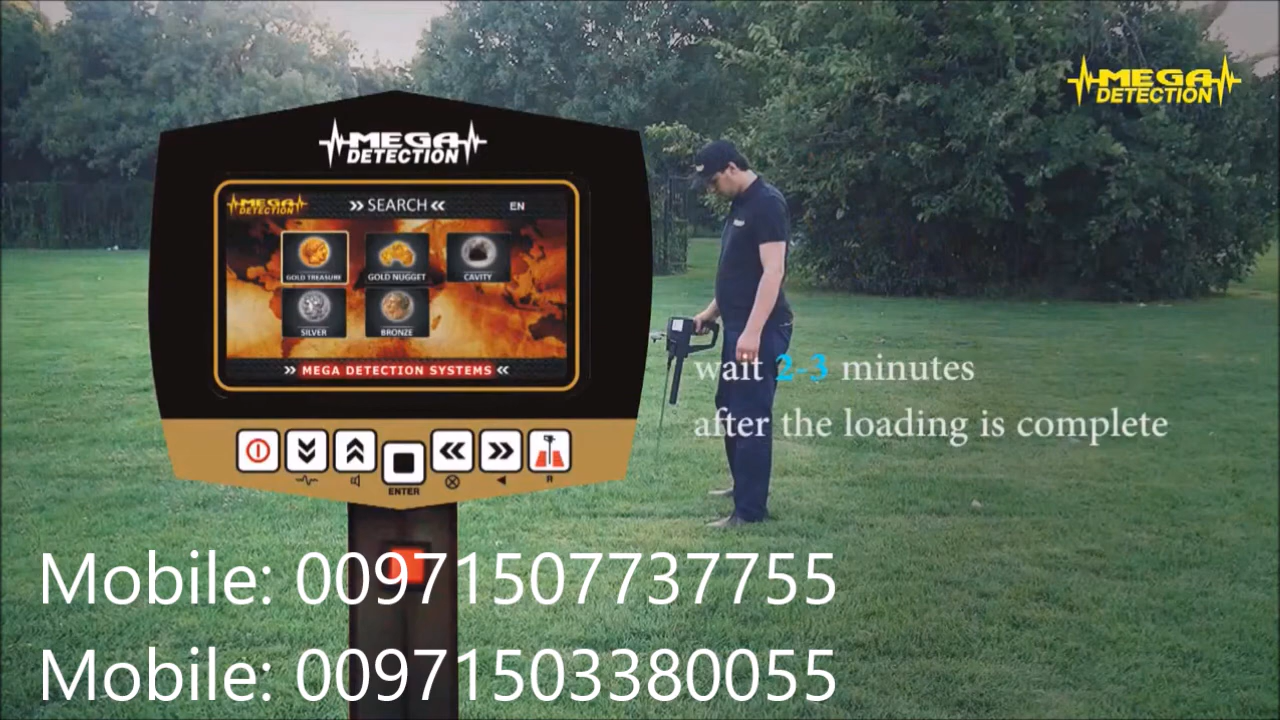 MEGA
DETECTION
MEGA
DETECTION
MEGA
DETECTION
SEARCH
EN
GOLD TREASURE
GOLD NUGGET
CAVITY
SILVER
BRONZE
MEGA DETECTION SYSTEMS
ENTER
R
wait 2-3 minutes
after the loading is complete
Mobile: 00971507737755
Mobile: 00971503380055